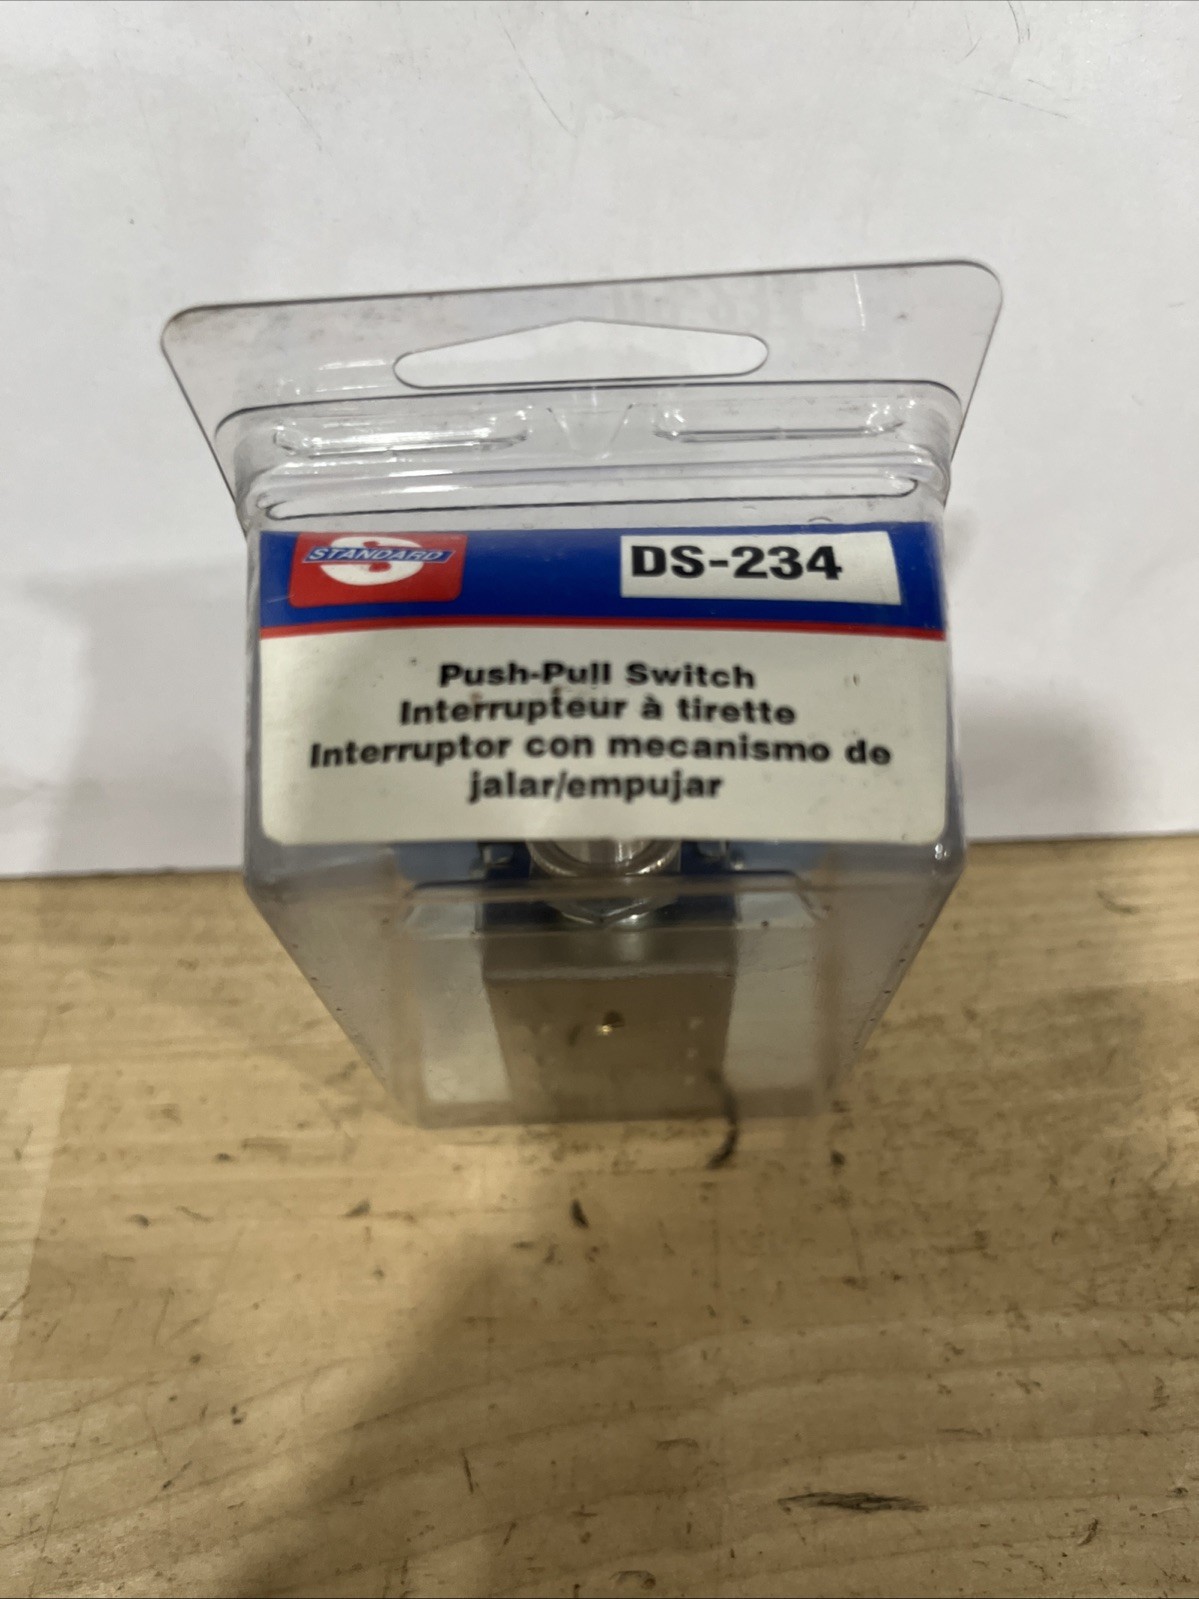 STANDARD
DS-234
Push-Pull Switch
Interrupteur à tirette
Interruptor con mecanismo de
jalar/empujar